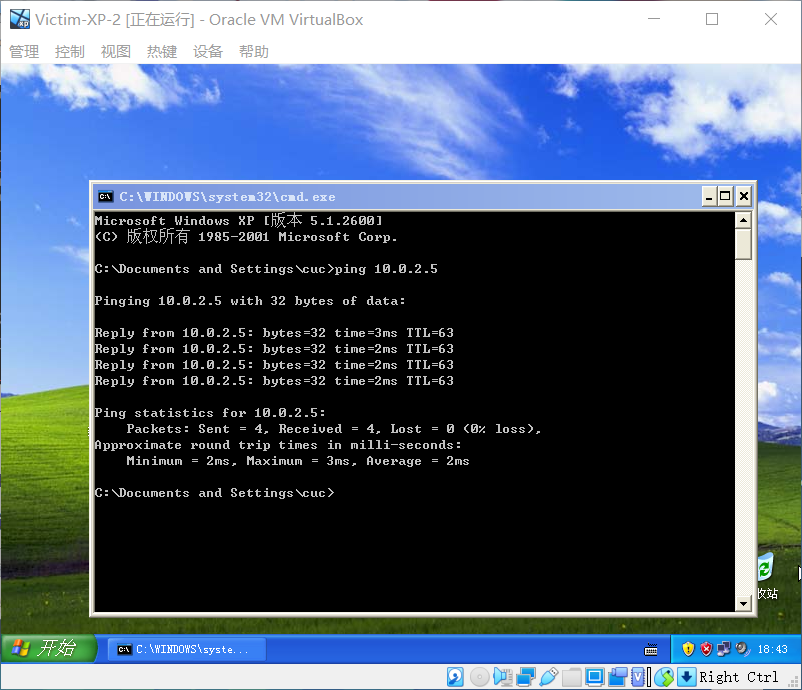 Victim-XP-2 [正在运行] - Oracle VM VirtualBox
管理 控制 视图 热键 设备 帮助
C:\WINDOWS\system32\cmd.exe
Microsoft Windows XP [版本 5.1.2600]
(C) 版权所有 1985-2001 Microsoft Corp.
C:\Documents and Settings\cuc>ping 10.0.2.5
Pinging 10.0.2.5 with 32 bytes of data:
Reply from 10.0.2.5: bytes=32 time=3ms TTL=63
Reply from 10.0.2.5: bytes=32 time=2ms TTL=63
Reply from 10.0.2.5: bytes=32 time=2ms TTL=63
Reply from 10.0.2.5: bytes=32 time=2ms TTL=63
Ping statistics for 10.0.2.5:
Packets: Sent = 4, Received = 4, Lost = 0 (0% loss),
Approximate round trip times in milli-seconds:
Minimum = 2ms, Maximum = 3ms, Average = 2ms
C:\Documents and Settings\cuc>
收站
开始 C:\WINDOWS\syste... 18:43
Right Ctrl